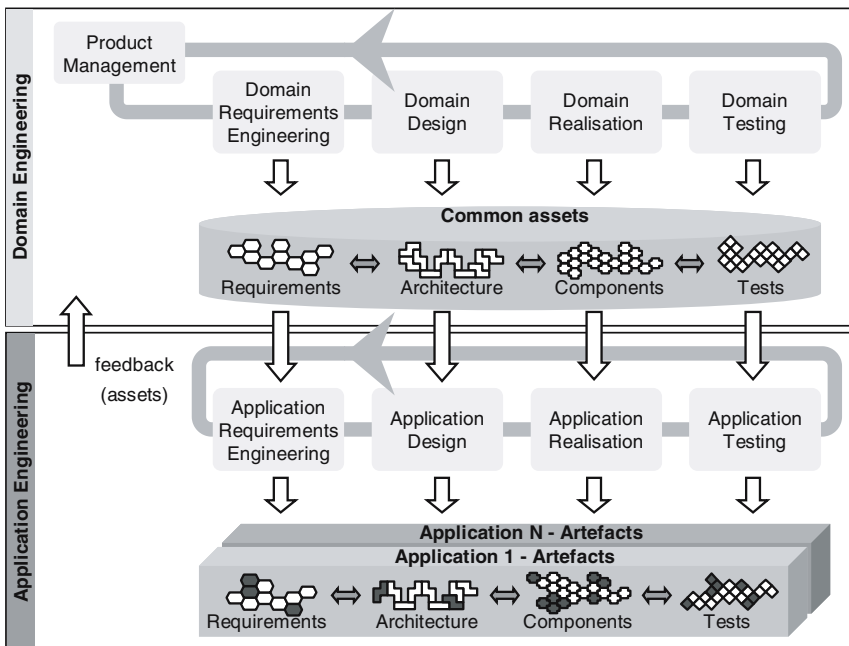 Domain Engineering
Product
Management
Domain
Requirements
Engineering
Domain
Design
Domain
Realisation
Domain
Testing
Common assets
Requirements
Architecture
Components
Tests
Application Engineering
feedback
(assets)
Application
Requirements
Engineering
Application
Design
Application
Realisation
Application
Testing
Application N - Artefacts
Application 1 - Artefacts
Requirements
Architecture
Components
Tests